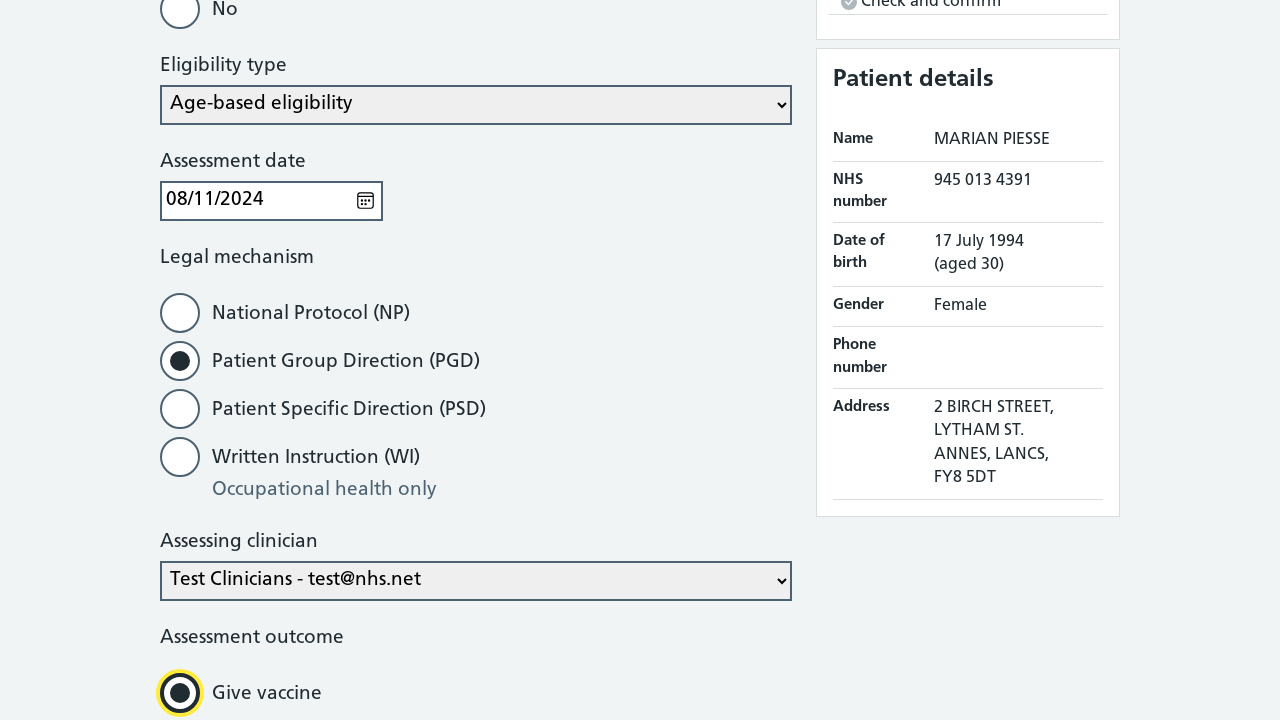 No
Eligibility type
Age-based eligibility
Assessment date
08/11/2024
Legal mechanism
National Protocol (NP)
Patient Group Direction (PGD)
Patient Specific Direction (PSD)
Written Instruction (WI)
Occupational health only
Assessing clinician
Test Clinicians - test@nhs.net
Assessment outcome
Give vaccine
Check and confirm
Patient details
Name MARIAN PIESSE
NHS 945 013 4391
number
Date of 17 July 1994
birth (aged 30)
Gender Female
Phone
number
Address 2 BIRCH STREET,
LYTHAM ST.
ANNES, LANCS,
FY8 5DT